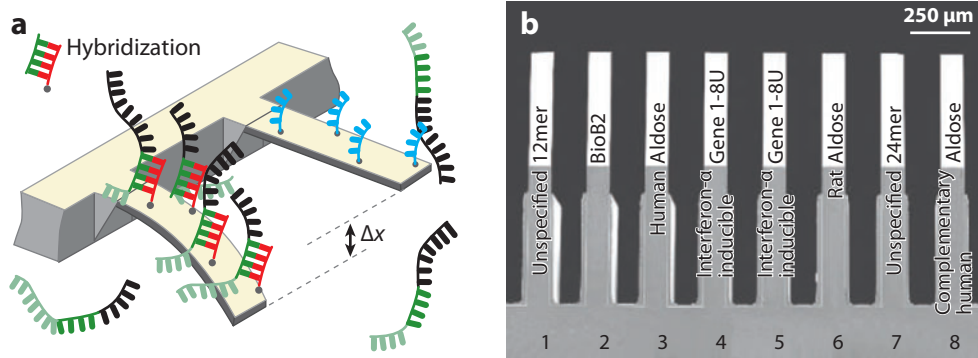 a
Hybridization
Δx
b
250 μm
Unspecified 12mer
BioB2
Human Aldose
Interferon-α
inducible Gene 1-8U
Interferon-α
inducible Gene 1-8U
Rat Aldose
Unspecified 24mer
Complementary
human Aldose
1 2 3 4 5 6 7 8